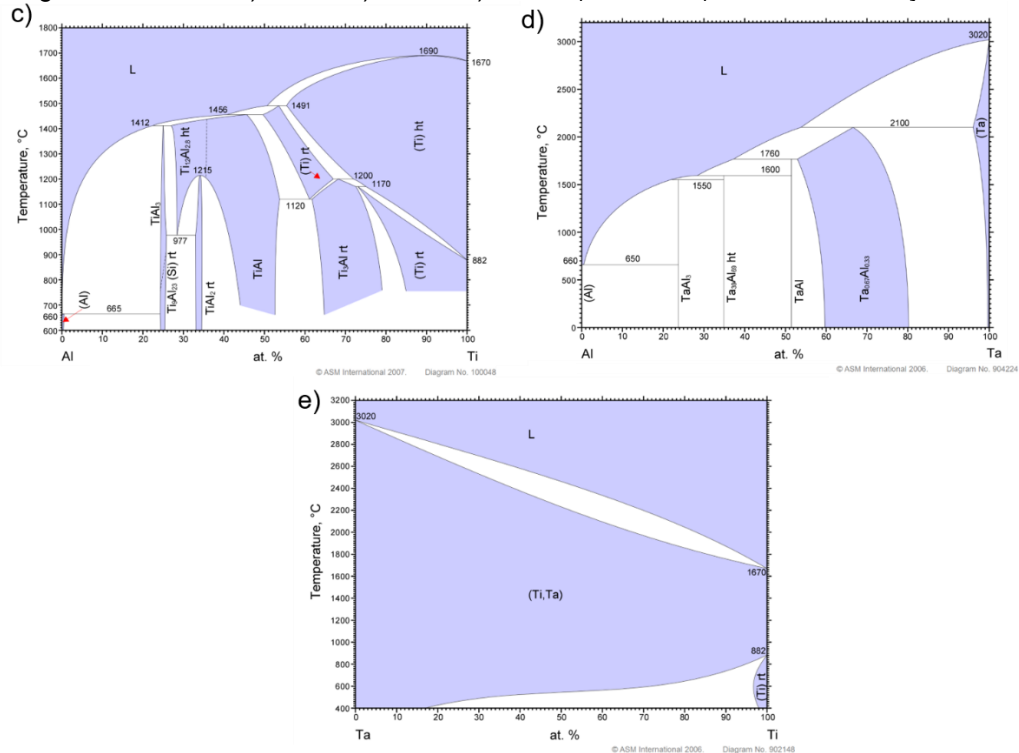 c)
1800
1700
1600
1500
1400
1300
1200
1100
1000
900
800
700
660
600
Temperature, °C
L
1412
1456
1491
1690
1670
1215
1200
1170
1120
977
882
665
(Al)
TiAl₃
Ti₉Al₂₃ (Si) rt
TiAl₂ rt
TiAl
(Ti) rt
Ti₃Al rt
(Ti) ht
(Ti) rt
0 10 20 30 40 50 60 70 80 90 100
Al at. % Ti
© ASM International 2007. Diagram No. 100048
d)
3000
2500
2000
1500
1000
660
500
0
Temperature, °C
L
3020
2100
1760
1600
1550
650
(Al)
TaAl₃
Ta₃₉Al₆₉ ht
TaAl
(Ta)
0 10 20 30 40 50 60 70 80 90 100
Al at. % Ta
© ASM International 2006. Diagram No. 904224
e)
3200
3000
2800
2600
2400
2200
2000
1800
1600
1400
1200
1000
800
600
400
Temperature, °C
3020
L
1670
(Ti,Ta)
882
(Ti) rt
0 10 20 30 40 50 60 70 80 90 100
Ta at. % Ti
© ASM International 2006. Diagram No. 902148